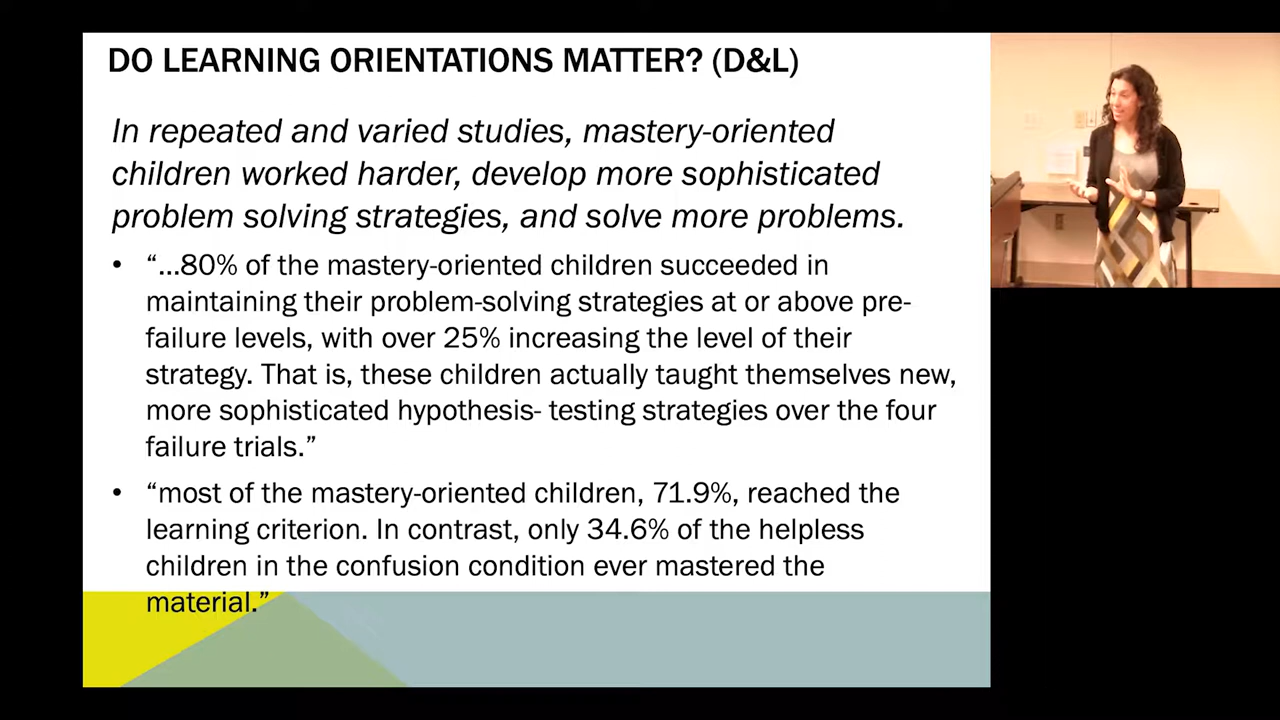 DO LEARNING ORIENTATIONS MATTER? (D&L)
In repeated and varied studies, mastery-oriented
children worked harder, develop more sophisticated
problem solving strategies, and solve more problems.
• “…80% of the mastery-oriented children succeeded in
maintaining their problem-solving strategies at or above pre-
failure levels, with over 25% increasing the level of their
strategy. That is, these children actually taught themselves new,
more sophisticated hypothesis- testing strategies over the four
failure trials.”
• “most of the mastery-oriented children, 71.9%, reached the
learning criterion. In contrast, only 34.6% of the helpless
children in the confusion condition ever mastered the
material.”